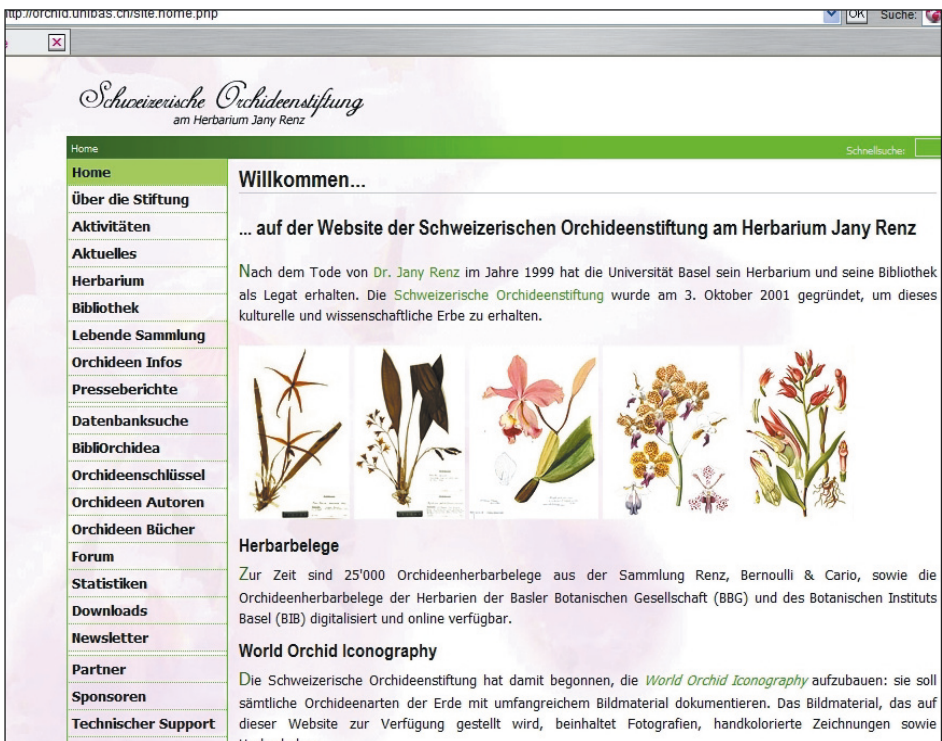 http://orchid.unibas.ch/site.home.php
OK Suche:
Schweizerische Orchideenstiftung
am Herbarium Jany Renz
Home
Schnellsuche:
Home
Über die Stiftung
Aktivitäten
Aktuelles
Herbarium
Bibliothek
Lebende Sammlung
Orchideen Infos
Presseberichte
Datenbanksuche
BibliOrchidea
Orchideenschlüssel
Orchideen Autoren
Orchideen Bücher
Forum
Statistiken
Downloads
Newsletter
Partner
Sponsoren
Technischer Support
Willkommen...
... auf der Website der Schweizerischen Orchideenstiftung am Herbarium Jany Renz
Nach dem Tode von Dr. Jany Renz im Jahre 1999 hat die Universität Basel sein Herbarium und seine Bibliothek
als Legat erhalten. Die Schweizerische Orchideenstiftung wurde am 3. Oktober 2001 gegründet, um dieses
kulturelle und wissenschaftliche Erbe zu erhalten.
Herbarbelege
Zur Zeit sind 25'000 Orchideenherbarbelege aus der Sammlung Renz, Bernoulli & Cario, sowie die
Orchideenherbarbelege der Herbarien der Basler Botanischen Gesellschaft (BBG) und des Botanischen Instituts
Basel (BIB) digitalisiert und online verfügbar.
World Orchid Iconography
Die Schweizerische Orchideenstiftung hat damit begonnen, die World Orchid Iconography aufzubauen: sie soll
sämtliche Orchideenarten der Erde mit umfangreichem Bildmaterial dokumentieren. Das Bildmaterial, das auf
dieser Website zur Verfügung gestellt wird, beinhaltet Fotografien, handkolorierte Zeichnungen sowie